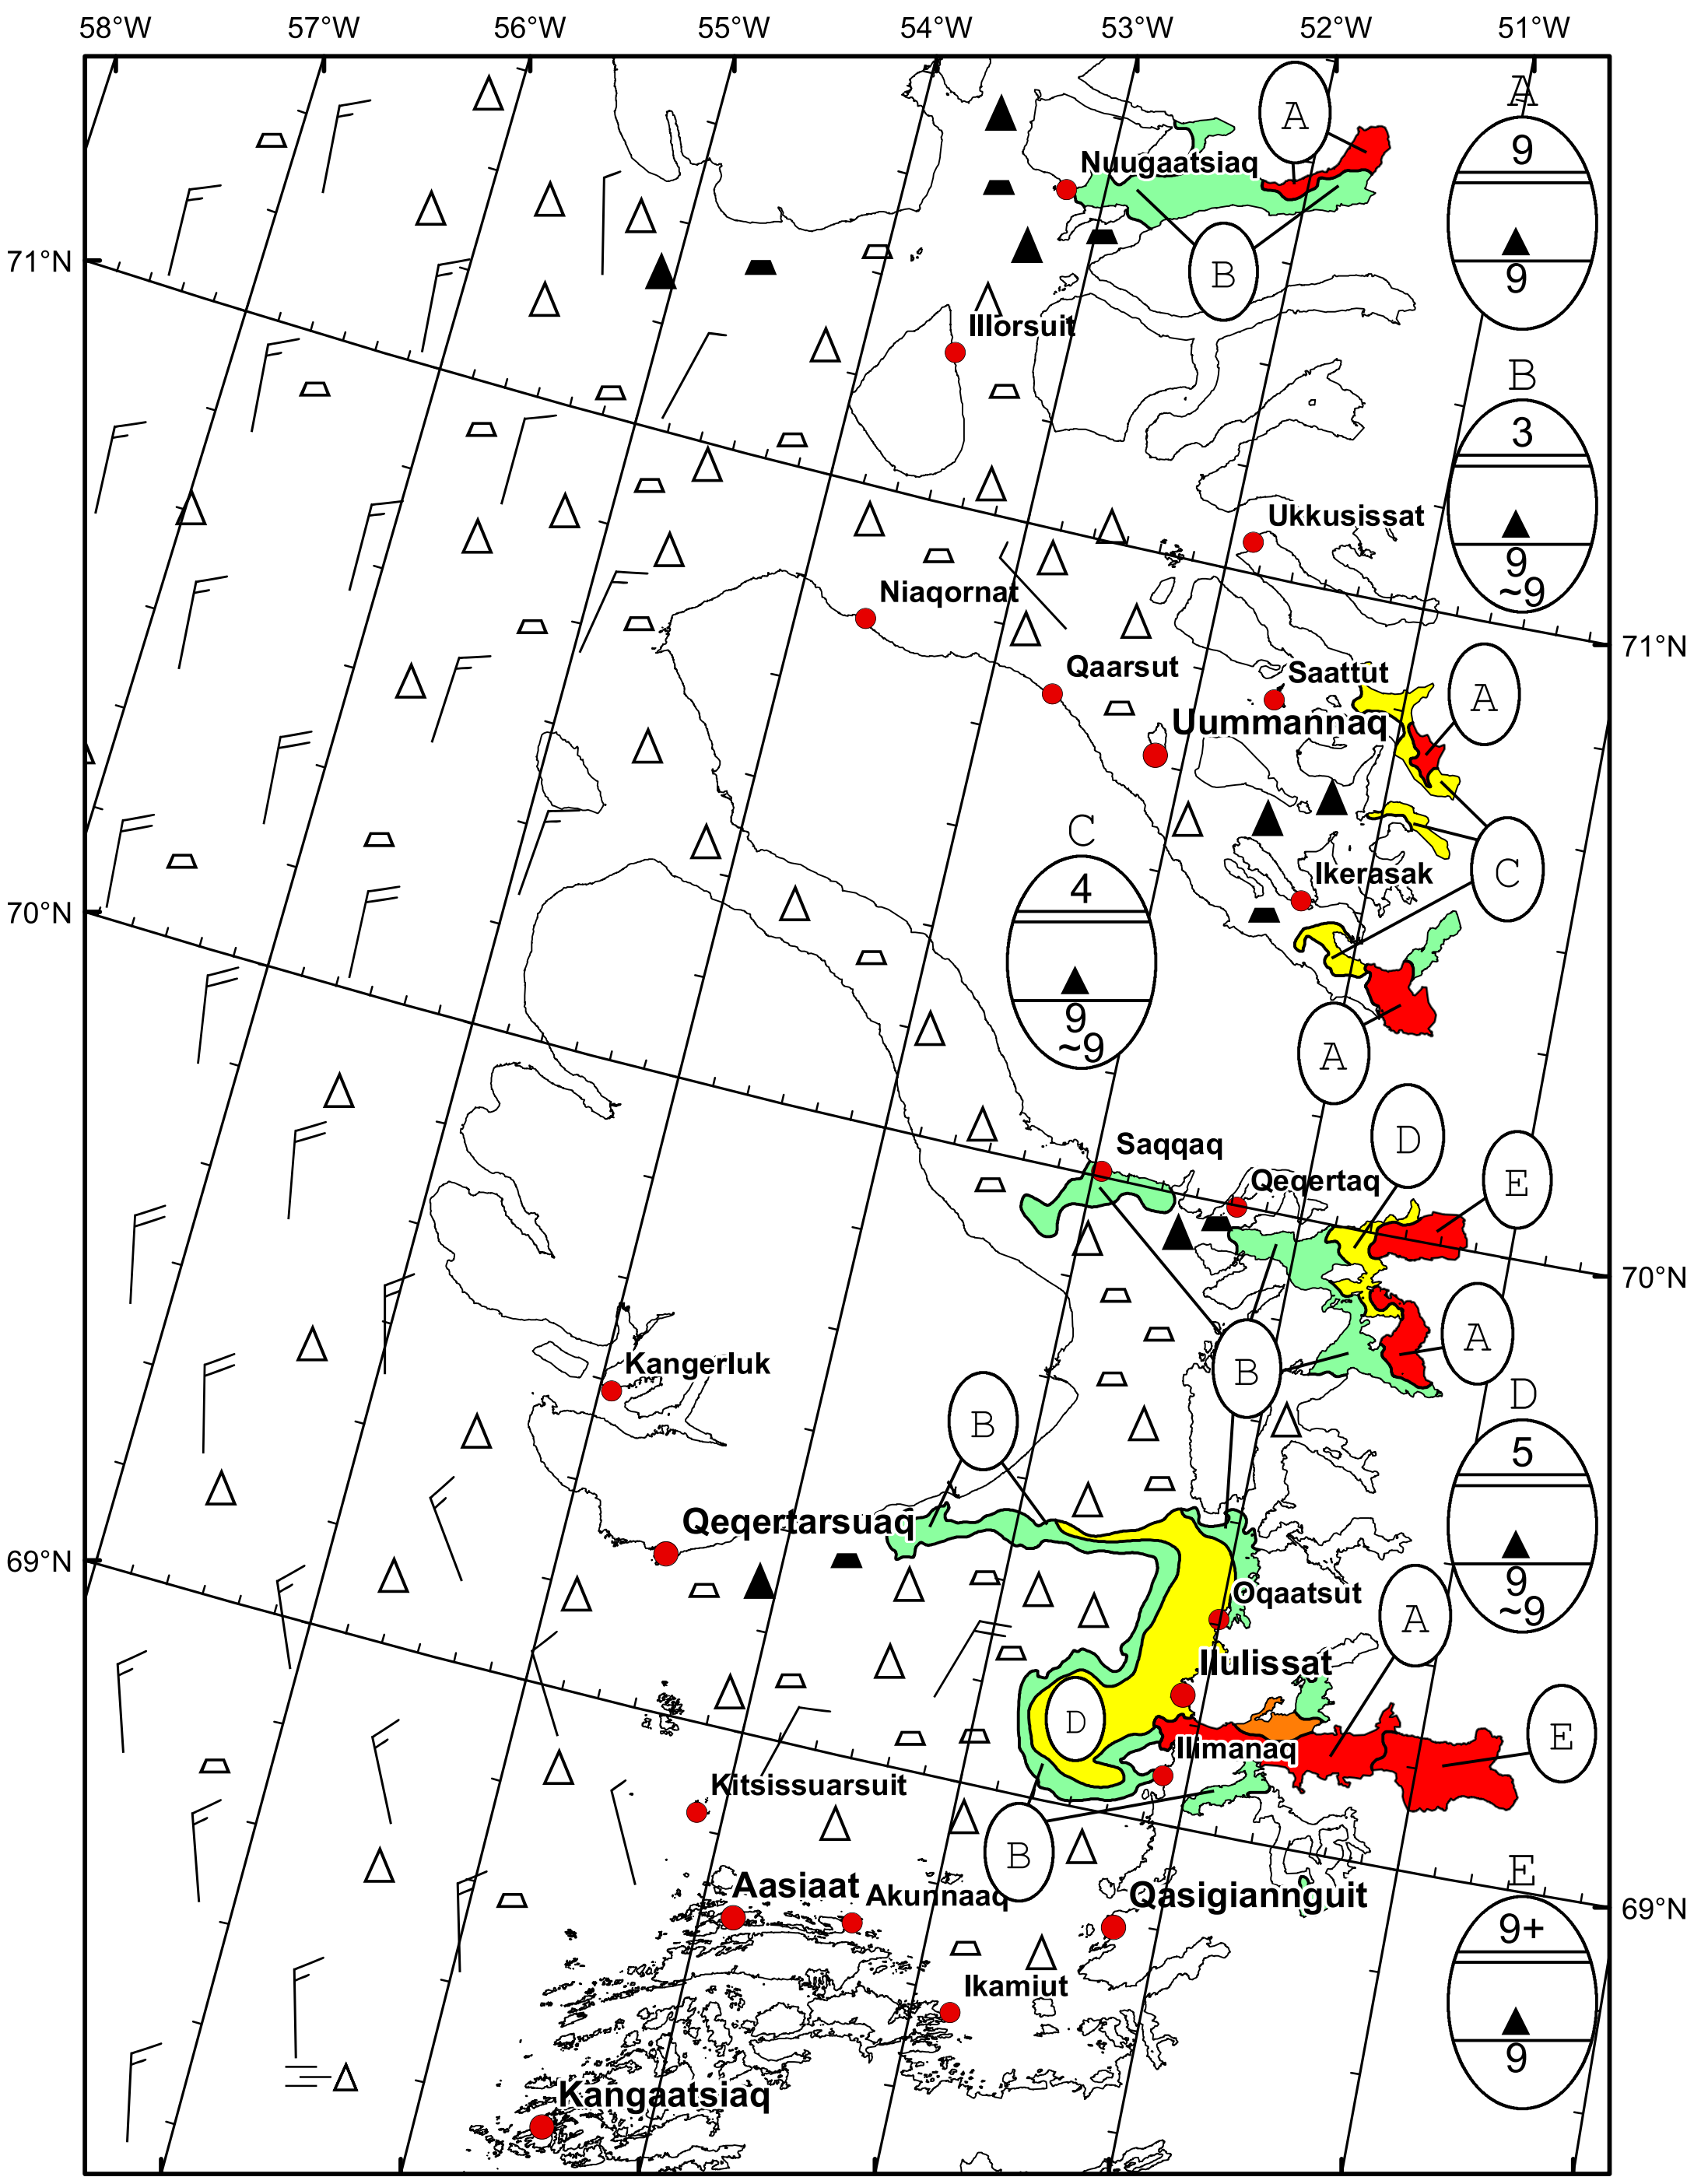 58°W 57°W 56°W 55°W 54°W 53°W 52°W 51°W
A
A
9
Nuugaatsiaq
B
71°N
9
Illorsuit
B
3
Ukkusissat
9
~9
Niaqornat
71°N
Qaarsut
Saattut
A
Uummannaq
C
4
Ikerasak
C
70°N
9
~9
A
D
Saqqaq
Qeqertaq
E
70°N
A
Kangerluk
B
B
D
5
Qeqertarsuaq
69°N
9
~9
Oqaatsut
A
Ilulissat
D
E
Ilimanaq
Kitsissuarsuit
B
E
Aasiaat
Akunnaaq
Qasigiannguit
69°N
9+
Ikamiut
9
Kangaatsiaq